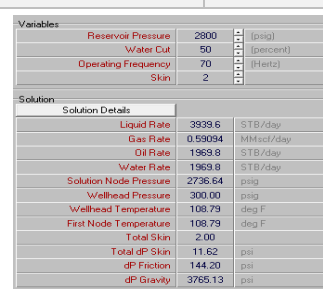 Variables
Reservoir Pressure 2800 (psig)
Water Cut 50 (percent)
Operating Frequency 70 (Hertz)
Skin 2
Solution
Solution Details
Liquid Rate 3939.6 STB/day
Gas Rate 0.59094 MMscf/day
Oil Rate 1969.8 STB/day
Water Rate 1969.8 STB/day
Solution Node Pressure 2736.64 psig
Wellhead Pressure 300.00 psig
Wellhead Temperature 108.79 deg F
First Node Temperature 108.79 deg F
Total Skin 2.00
Total dP Skin 11.62 psi
dP Friction 144.20 psi
dP Gravity 3765.13 psi